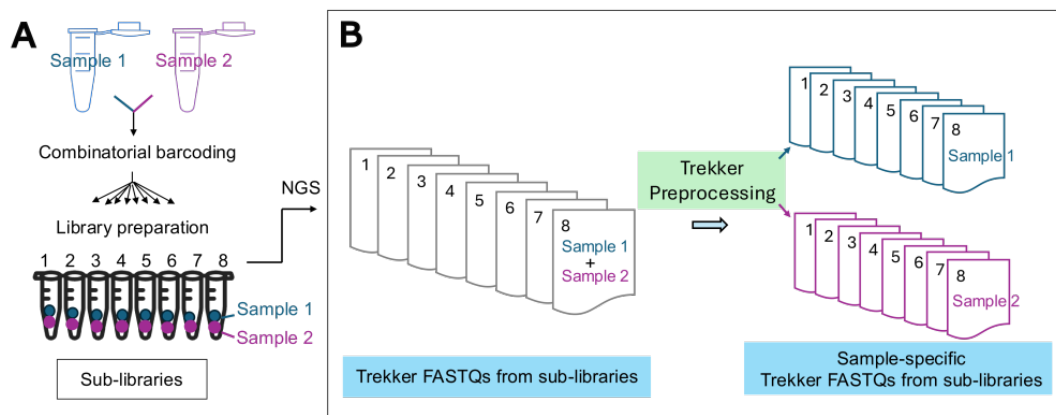 A
Sample 1
Sample 2
Combinatorial barcoding
Library preparation
1 2 3 4 5 6 7 8
Sample 1
Sample 2
Sub-libraries
NGS
B
1
2
3
4
5
6
7
8
Sample 1
+
Sample 2
Trekker FASTQs from sub-libraries
Trekker
Preprocessing
1
2
3
4
5
6
7
8
Sample 1
1
2
3
4
5
6
7
8
Sample 2
Sample-specific
Trekker FASTQs from sub-libraries